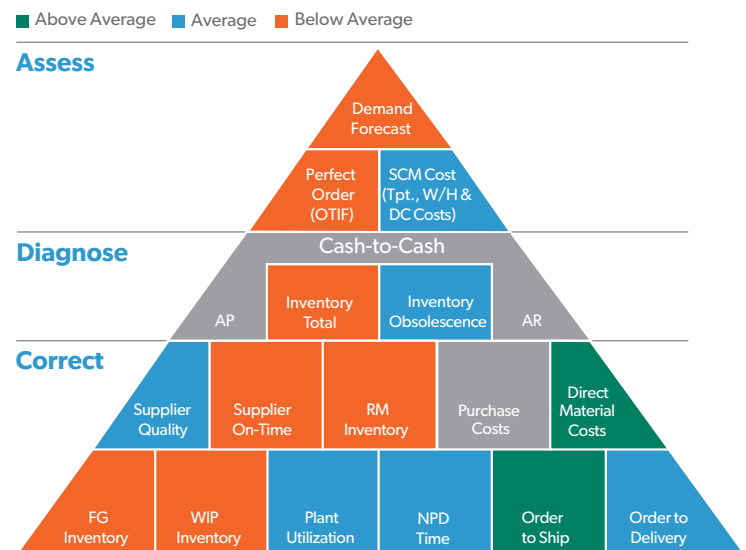 Above Average Average Below Average
Assess
Demand
Forecast
Perfect
Order
(OTIF)
SCM Cost
(Tpt., W/H &
DC Costs)
Diagnose
Cash-to-Cash
AP
Inventory
Total
Inventory
Obsolescence
AR
Correct
Supplier
Quality
Supplier
On-Time
RM
Inventory
Purchase
Costs
Direct
Material
Costs
FG
Inventory
WIP
Inventory
Plant
Utilization
NPD
Time
Order
to Ship
Order to
Delivery